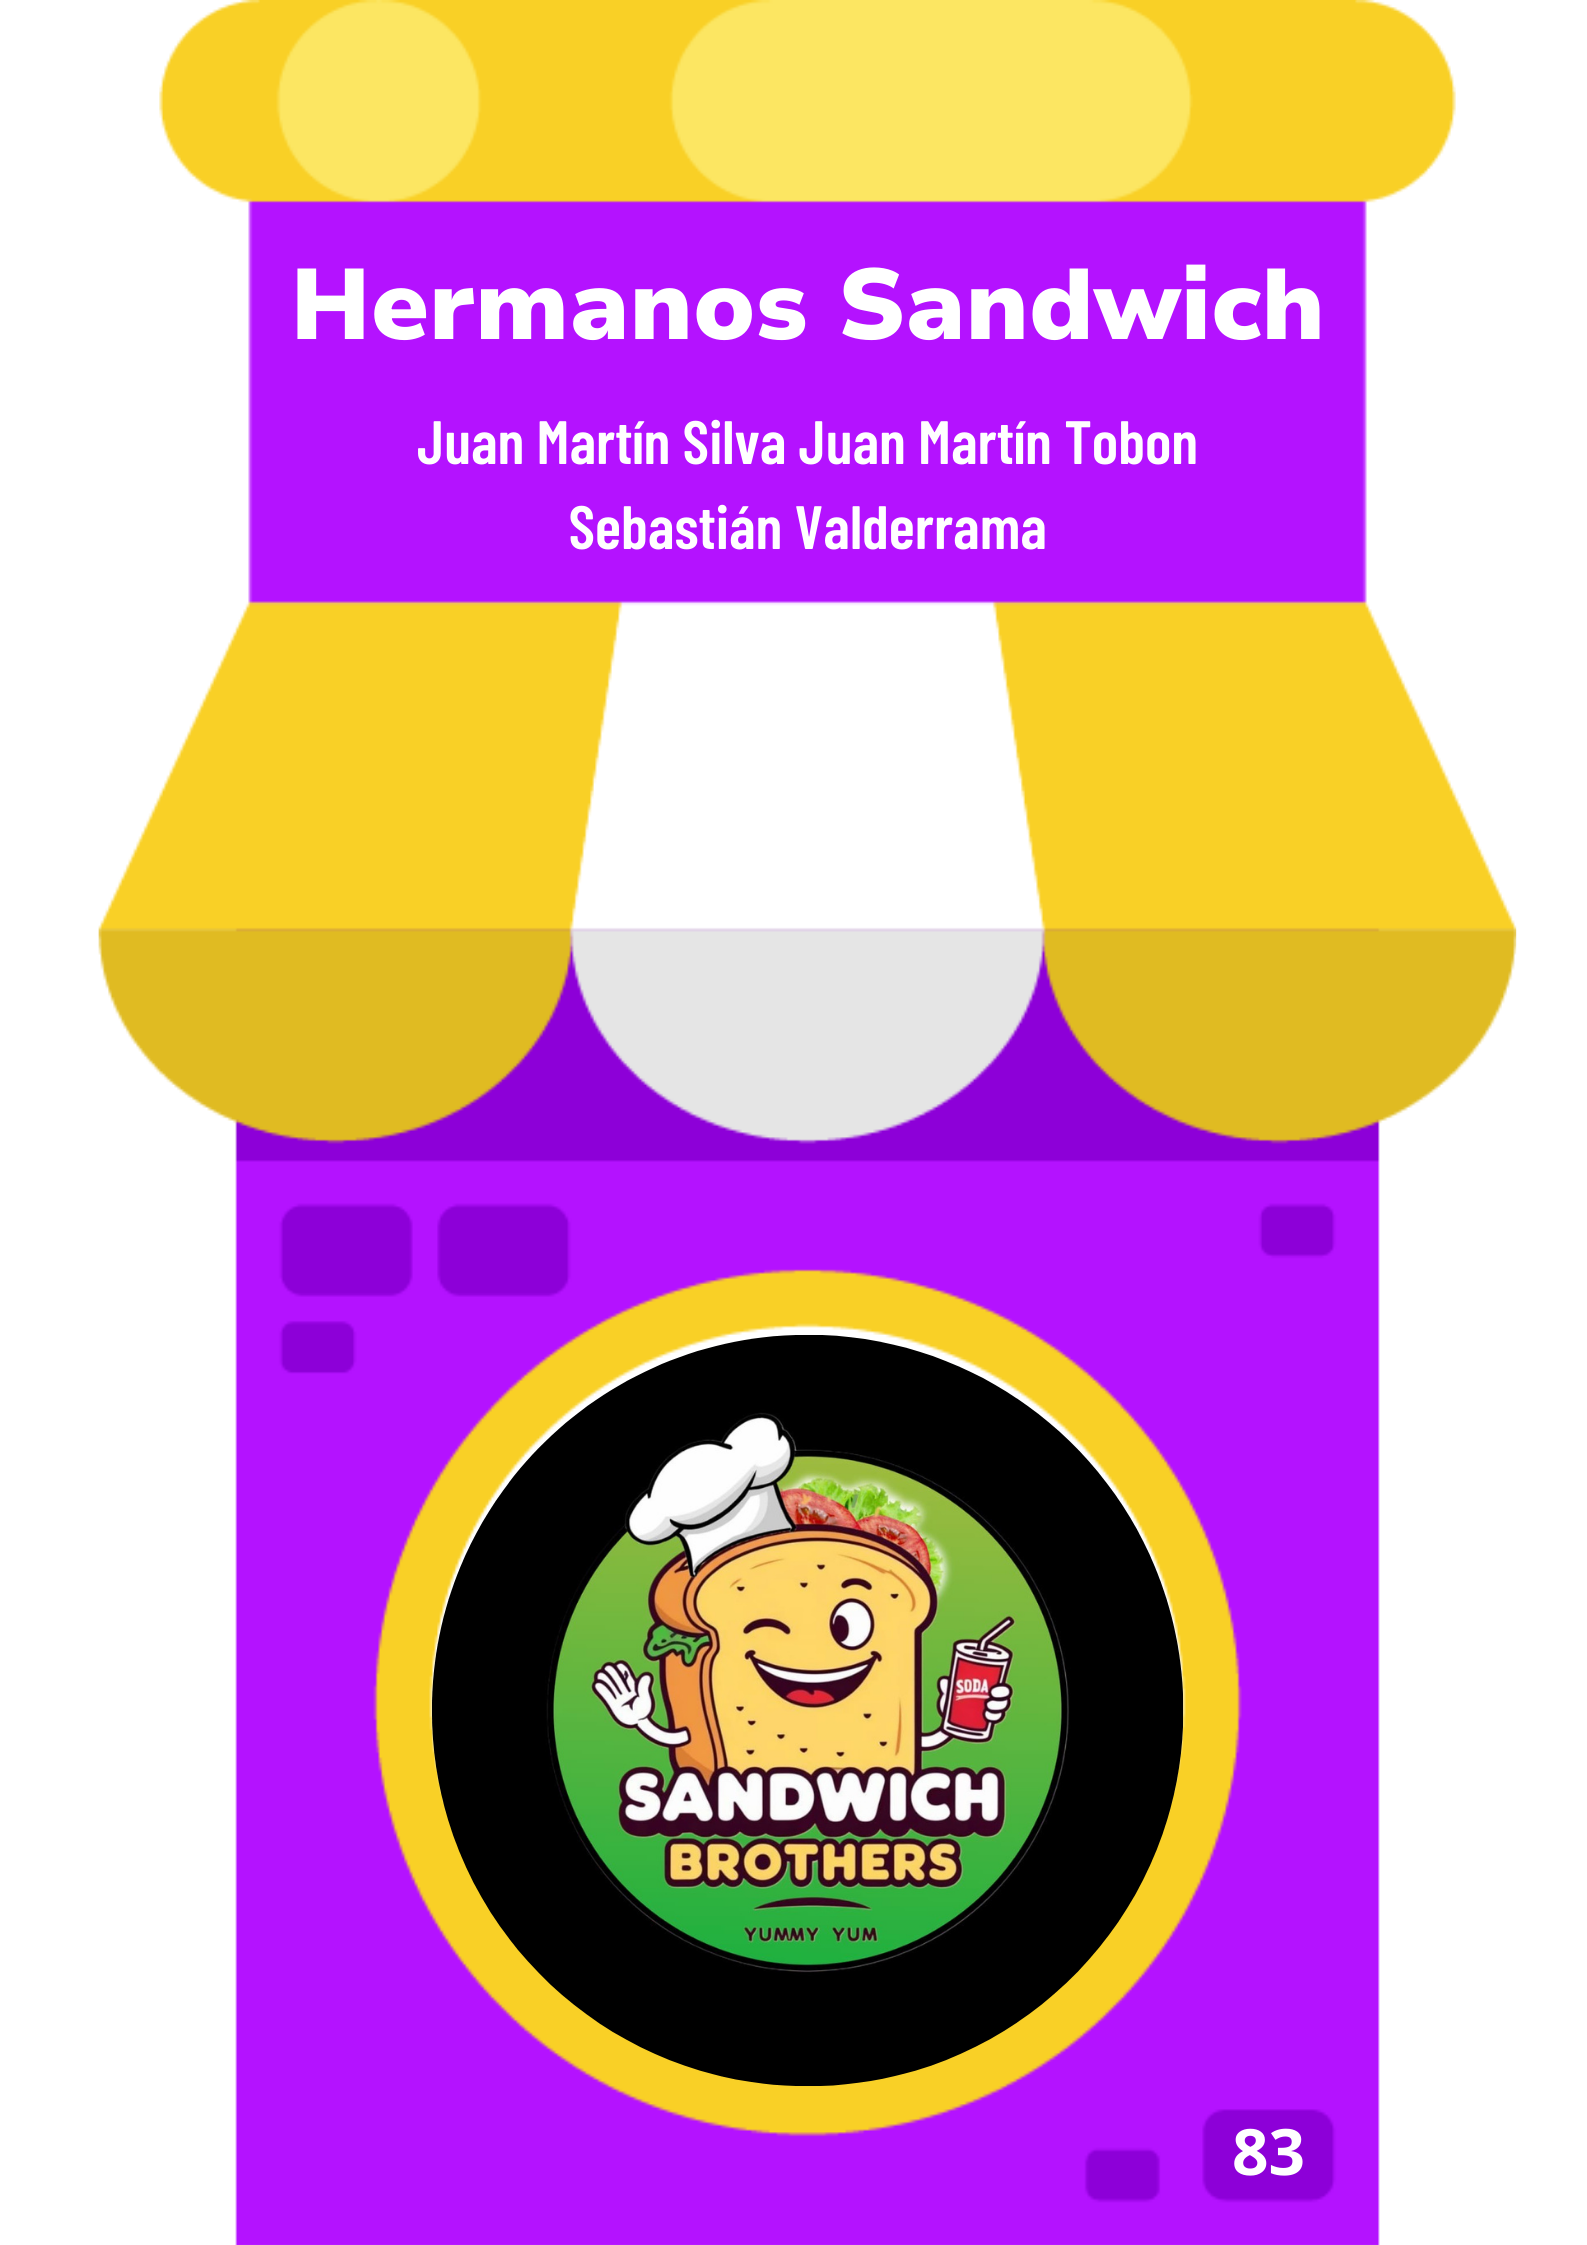 Hermanos Sandwich
Juan Martín Silva Juan Martín Tobon
Sebastián Valderrama
SODA
SANDWICH
BROTHERS
YUMMY YUM
83